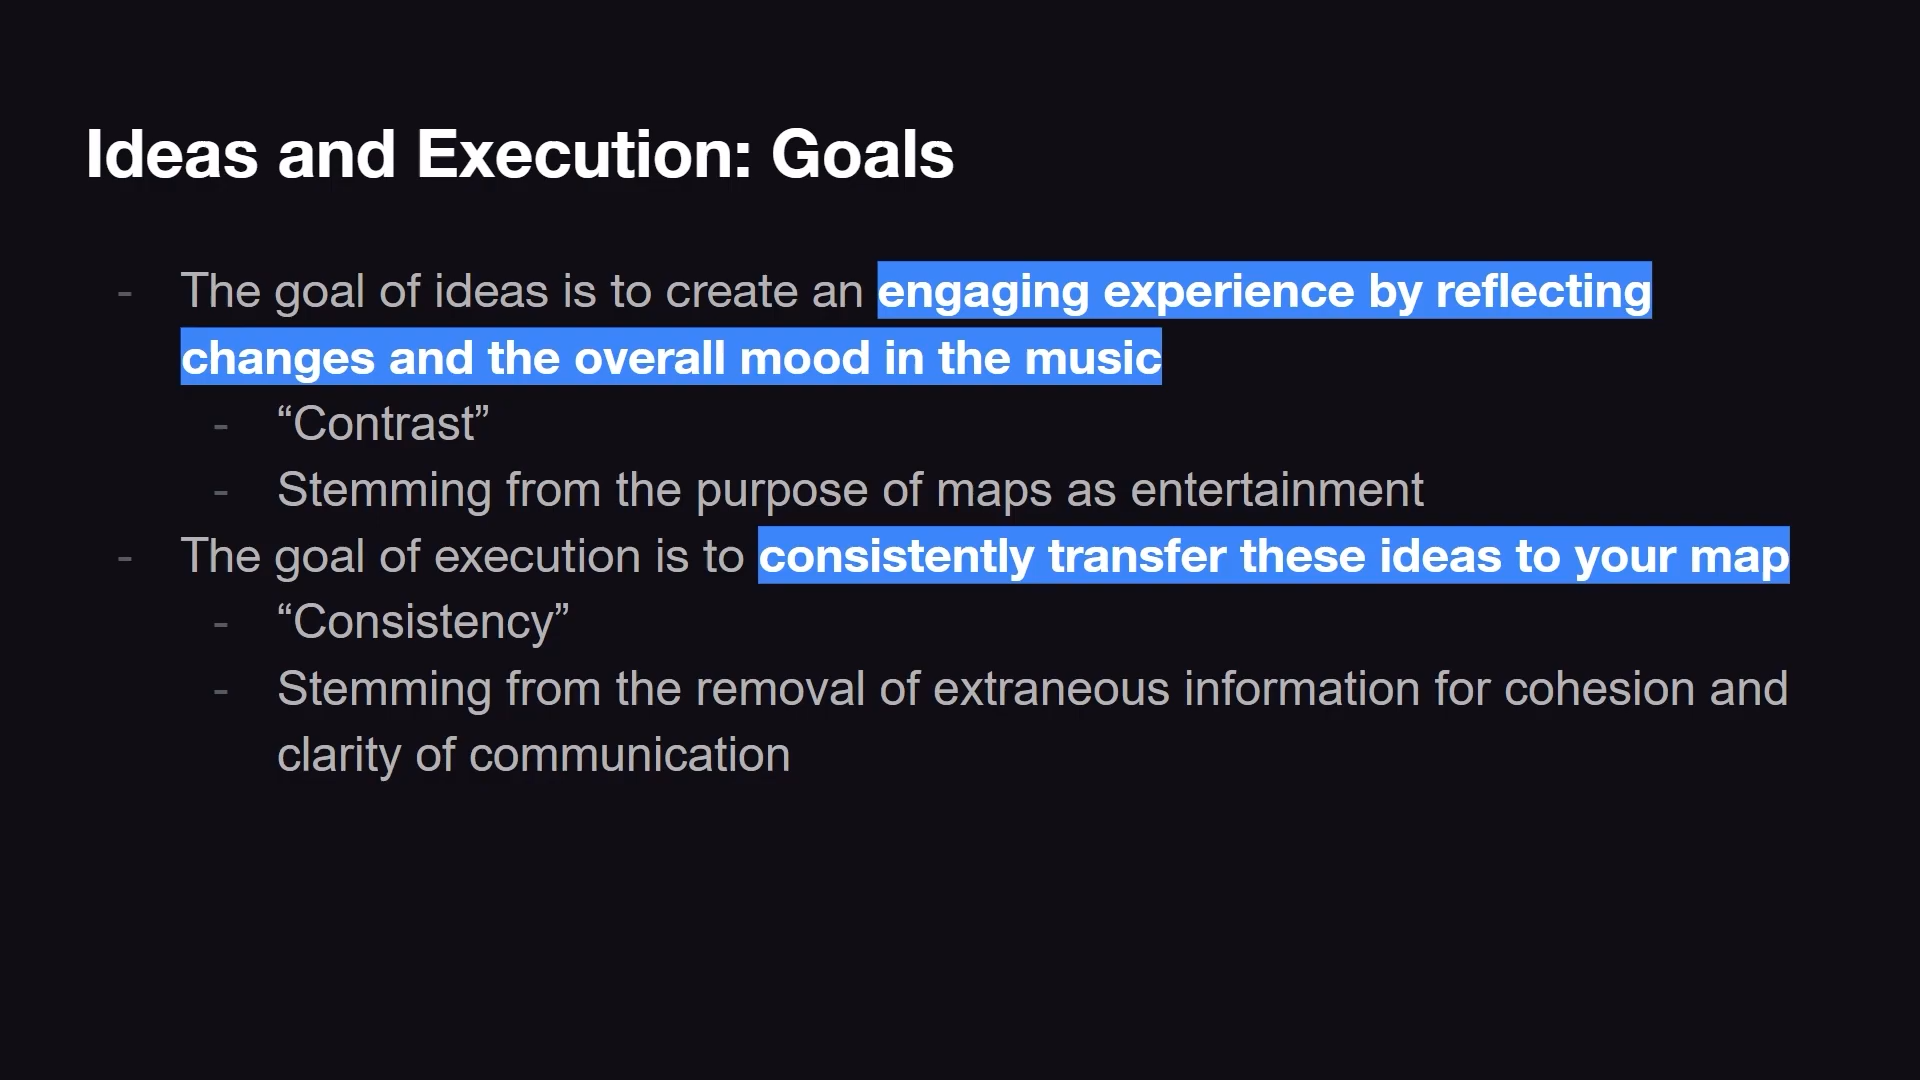 Ideas and Execution: Goals
- The goal of ideas is to create an engaging experience by reflecting
changes and the overall mood in the music
- “Contrast”
- Stemming from the purpose of maps as entertainment
- The goal of execution is to consistently transfer these ideas to your map
- “Consistency”
- Stemming from the removal of extraneous information for cohesion and
clarity of communication